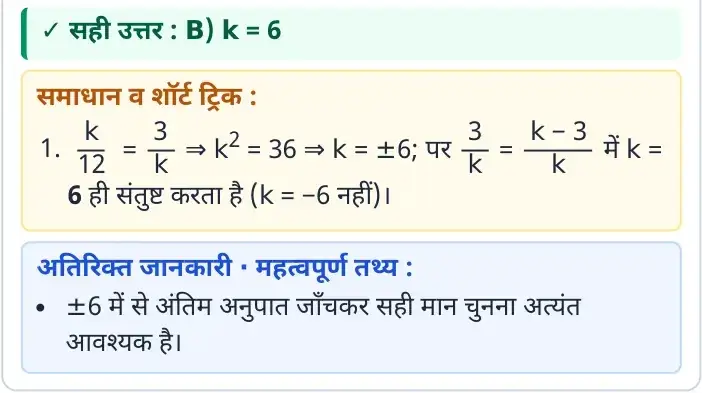 ✓ सही उत्तर : B) k = 6
समाधान व शॉर्ट ट्रिक :
1. k/12 = 3/k ⇒ k² = 36 ⇒ k = ±6; पर 3/k = (k − 3)/k में k =
6 ही संतुष्ट करता है (k = −6 नहीं)।
अतिरिक्त जानकारी · महत्वपूर्ण तथ्य :
• ±6 में से अंतिम अनुपात जाँचकर सही मान चुनना अत्यंत
आवश्यक है।